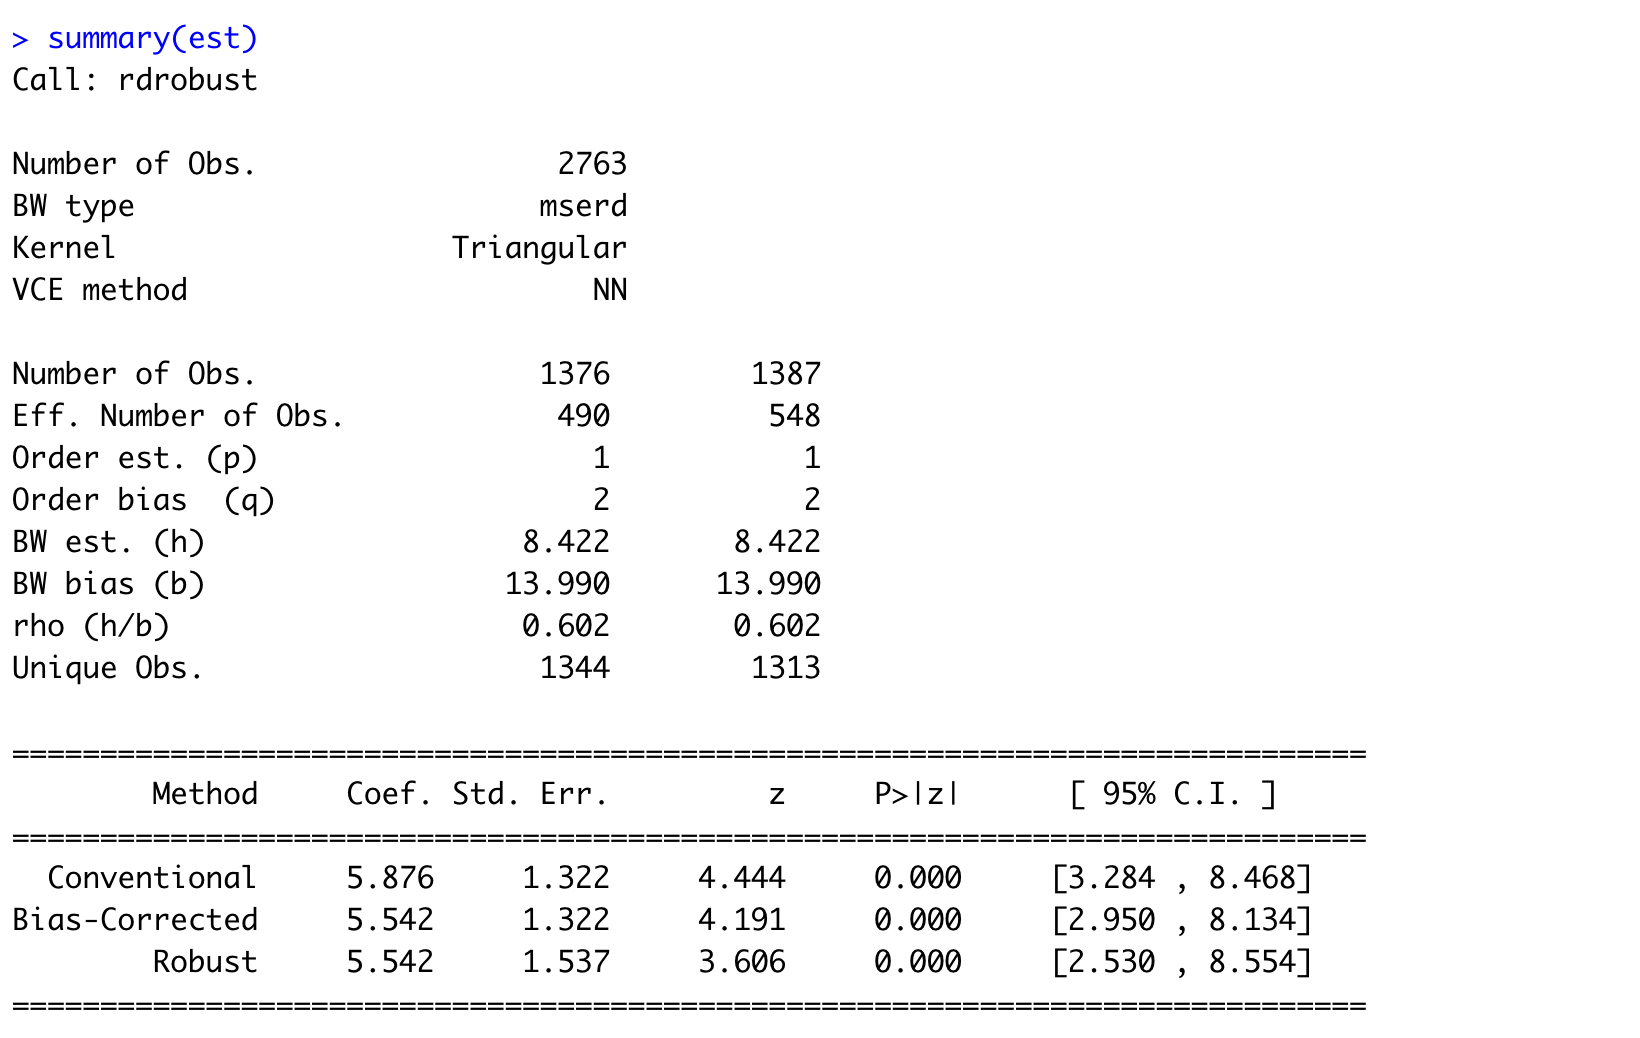 > summary(est)
Call: rdrobust
Number of Obs.                 2763
BW type                       mserd
Kernel                   Triangular
VCE method                       NN
Number of Obs.                1376        1387
Eff. Number of Obs.            490         548
Order est. (p)                   1           1
Order bias  (q)                  2           2
BW est. (h)                  8.422       8.422
BW bias (b)                 13.990      13.990
rho (h/b)                    0.602       0.602
Unique Obs.                   1344        1313
=============================================================================
        Method     Coef. Std. Err.         z     P>|z|      [ 95% C.I. ]
=============================================================================
  Conventional     5.876     1.322     4.444     0.000     [3.284 , 8.468]
Bias-Corrected     5.542     1.322     4.191     0.000     [2.950 , 8.134]
        Robust     5.542     1.537     3.606     0.000     [2.530 , 8.554]
=============================================================================